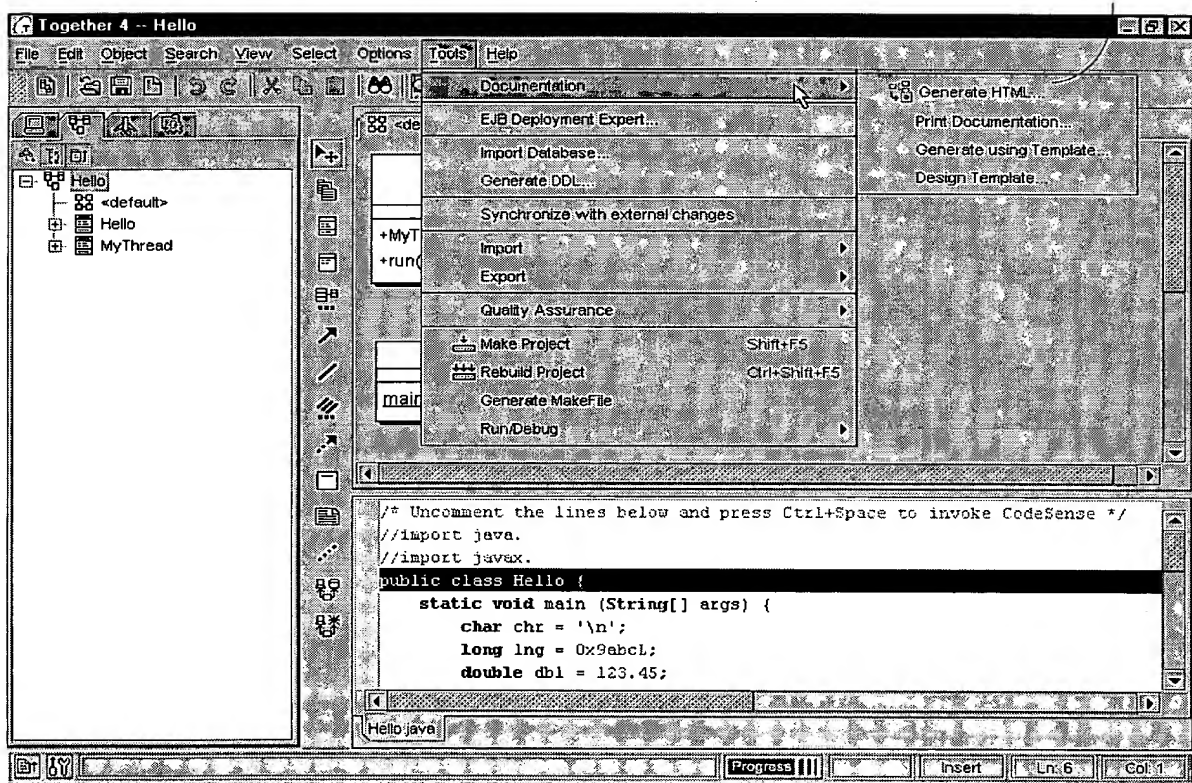 Together 4 -- Hello
File Edit Object Search View Select Options Tools Help
Documentation
EJB Deployment Expert...
Import Database...
Generate DDL...
Synchronize with external changes
Import
Export
Quality Assurance
Make Project Shift+F5
Rebuild Project Ctrl+Shift+F5
Generate MakeFile
Run/Debug
Generate HTML...
Print Documentation...
Generate using Template...
Design Template...
Hello
<default>
Hello
MyThread
<de
+MyT
+run(
main
/* Uncomment the lines below and press Ctrl+Space to invoke CodeSense */
//import java.
//import javax.
public class Hello {
static void main (String[] args) {
char chr = '\n';
long lng = 0x9abcL;
double dbl = 123.45;
Hello.java
Progress Insert Ln: 6 Col: 1